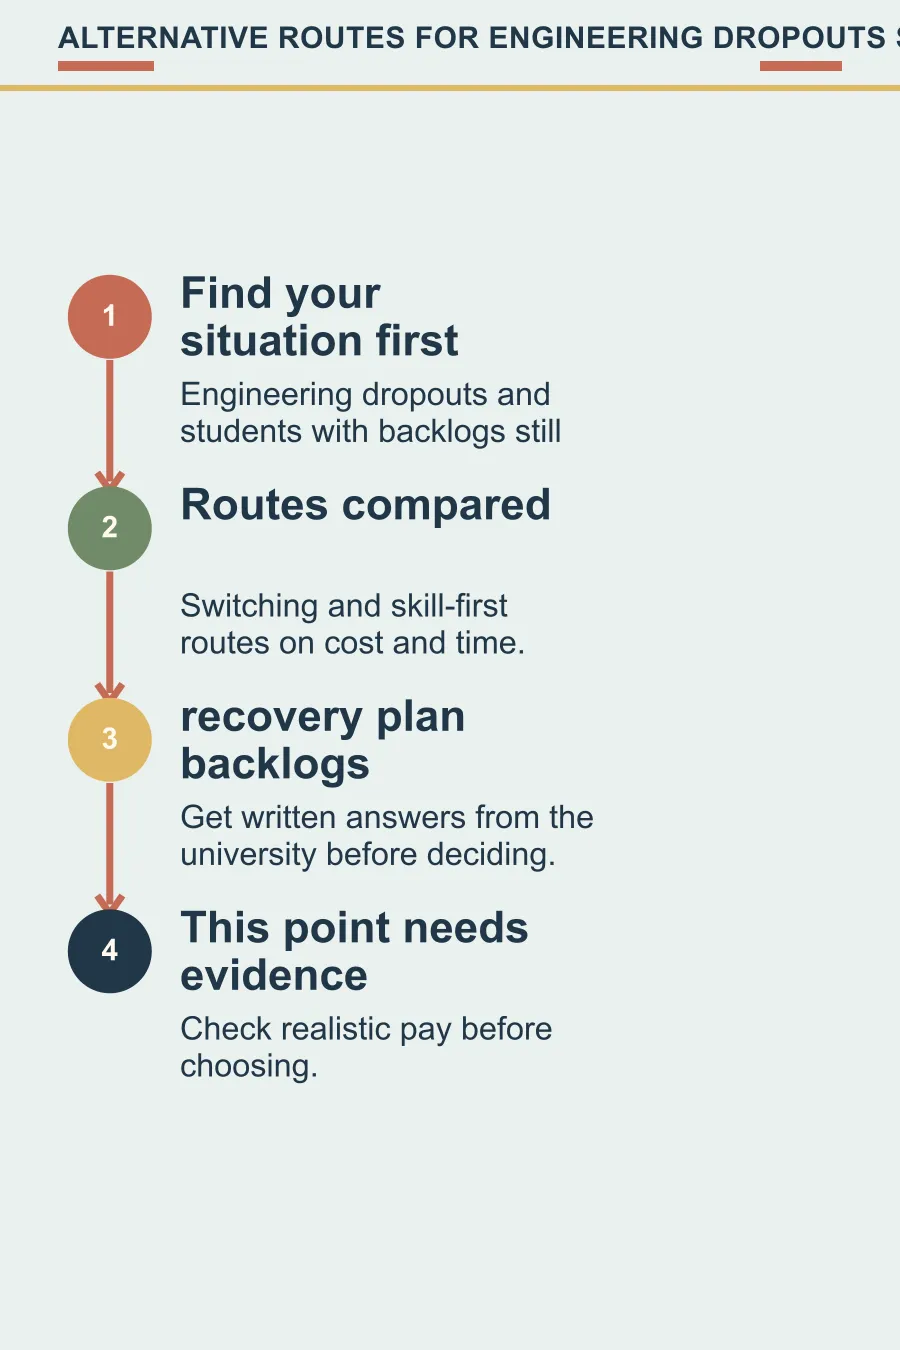 ALTERNATIVE ROUTES FOR ENGINEERING DROPOUTS
1
Find your
situation first
Engineering dropouts and
students with backlogs still
2
Routes compared
Switching and skill-first
routes on cost and time.
3
recovery plan
backlogs
Get written answers from the
university before deciding.
4
This point needs
evidence
Check realistic pay before
choosing.